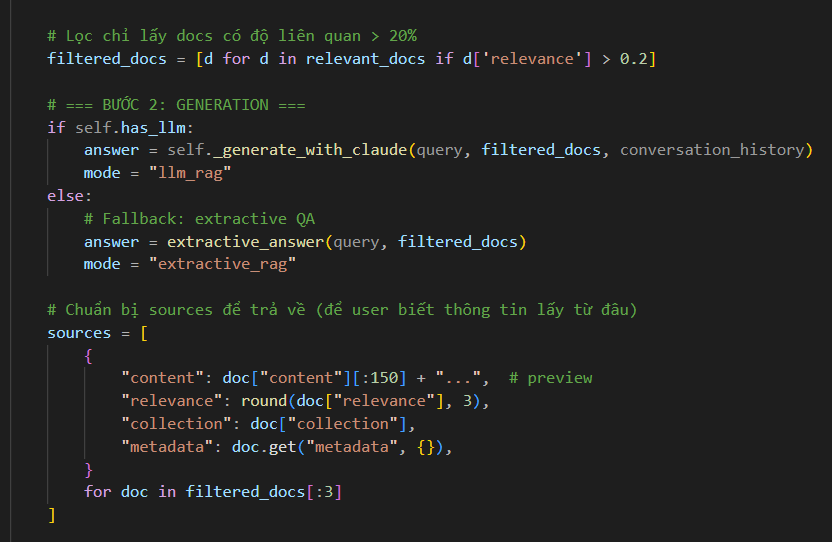 # Lọc chỉ lấy docs có độ liên quan > 20%
filtered_docs = [d for d in relevant_docs if d['relevance'] > 0.2]

# === BƯỚC 2: GENERATION ===
if self.has_llm:
    answer = self._generate_with_claude(query, filtered_docs, conversation_history)
    mode = "llm_rag"
else:
    # Fallback: extractive QA
    answer = extractive_answer(query, filtered_docs)
    mode = "extractive_rag"

# Chuẩn bị sources để trả về (để user biết thông tin lấy từ đâu)
sources = [
    {
        "content": doc["content"][:150] + "...",  # preview
        "relevance": round(doc["relevance"], 3),
        "collection": doc["collection"],
        "metadata": doc.get("metadata", {}),
    }
    for doc in filtered_docs[:3]
]